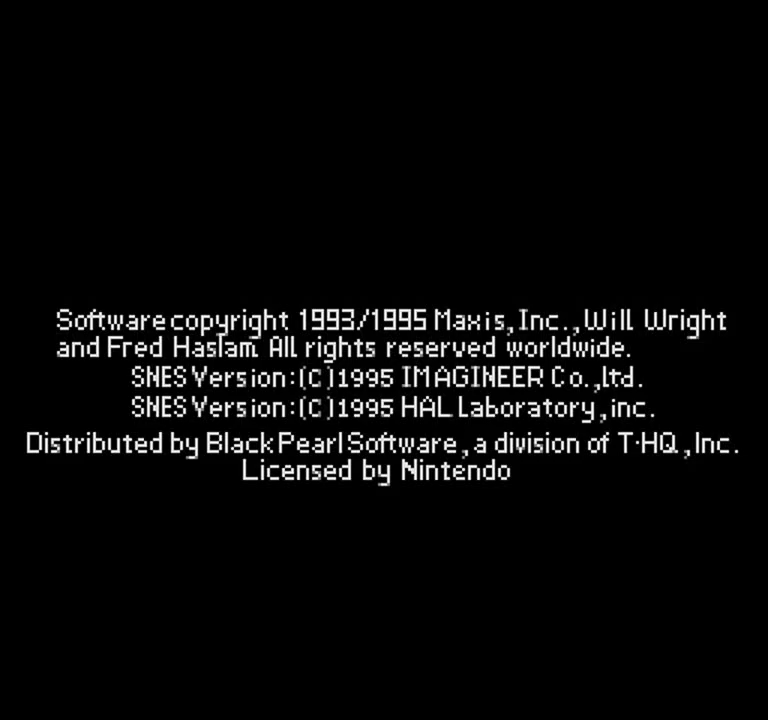 Software copyright 1993/1995 Maxis, Inc., Will Wright
and Fred Haslam. All rights reserved worldwide.
SNES Version:(C)1995 IMAGINEER Co.,ltd.
SNES Version:(C)1995 HAL Laboratory,inc.
Distributed by Black Pearl Software, a division of T·HQ, Inc.
Licensed by Nintendo